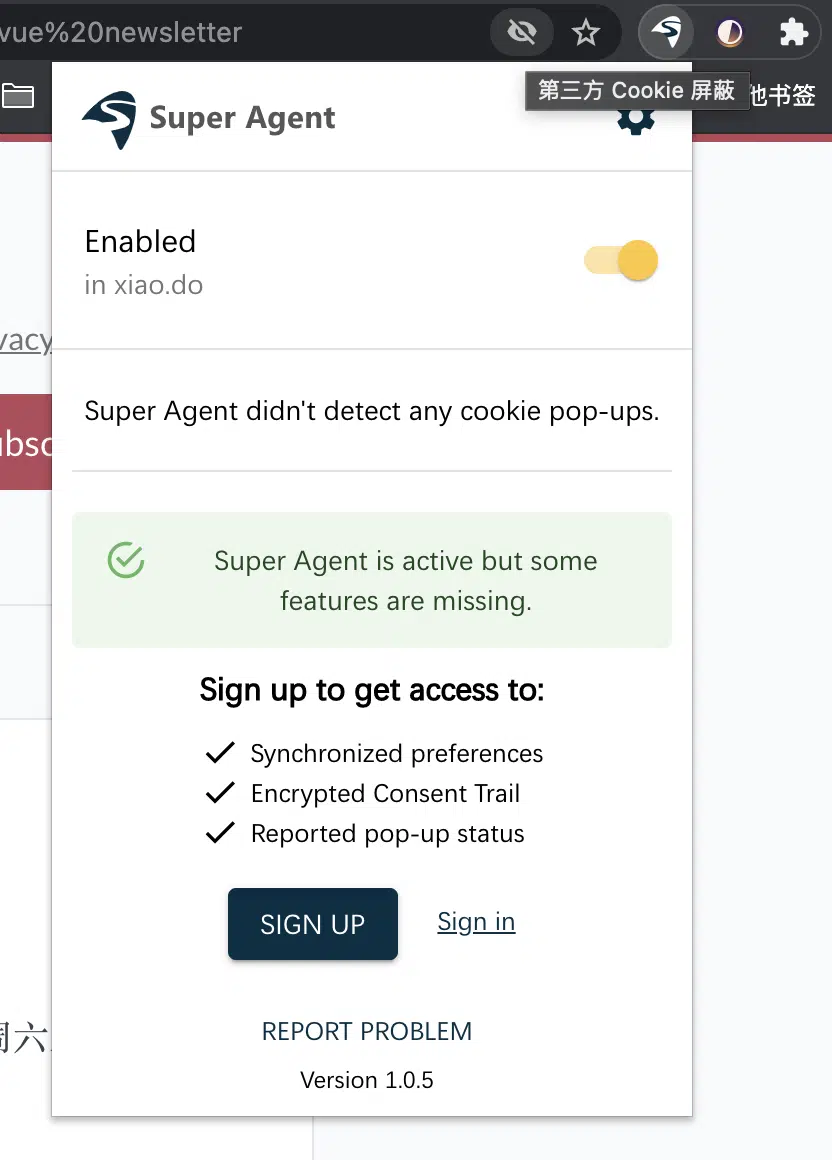 vue%20newsletter
第三方 Cookie 屏蔽
他书签
Super Agent
Enabled
in xiao.do
vacy
ubsc
Super Agent didn't detect any cookie pop-ups.
Super Agent is active but some
features are missing.
Sign up to get access to:
Synchronized preferences
Encrypted Consent Trail
Reported pop-up status
SIGN UP
Sign in
周六
REPORT PROBLEM
Version 1.0.5